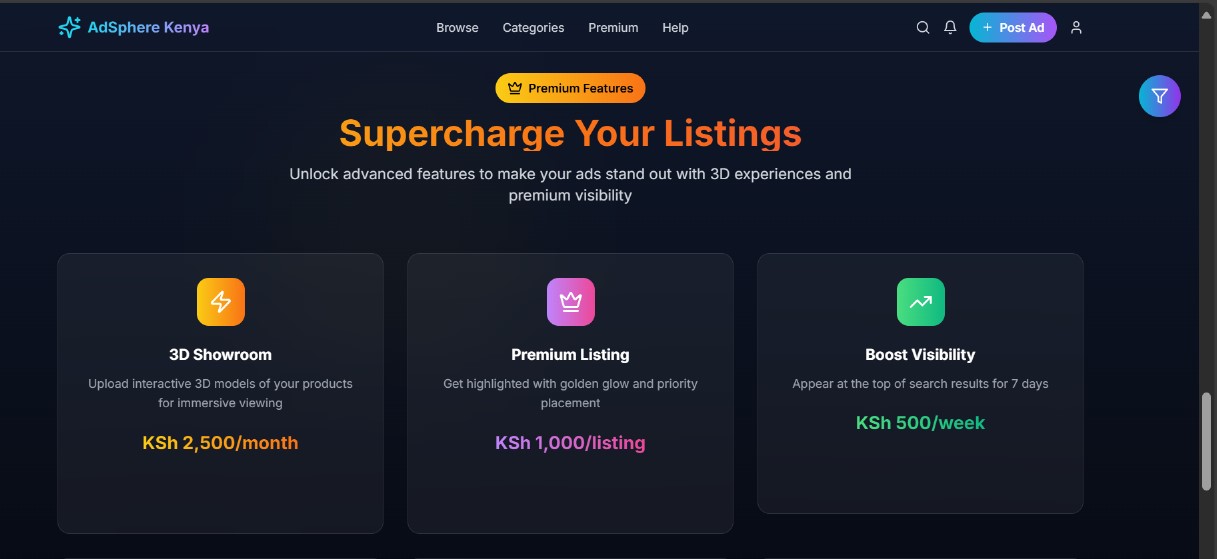 AdSphere Kenya
Browse
Categories
Premium
Help
Post Ad
Premium Features
Supercharge Your Listings
Unlock advanced features to make your ads stand out with 3D experiences and
premium visibility
3D Showroom
Upload interactive 3D models of your products
for immersive viewing
KSh 2,500/month
Premium Listing
Get highlighted with golden glow and priority
placement
KSh 1,000/listing
Boost Visibility
Appear at the top of search results for 7 days
KSh 500/week